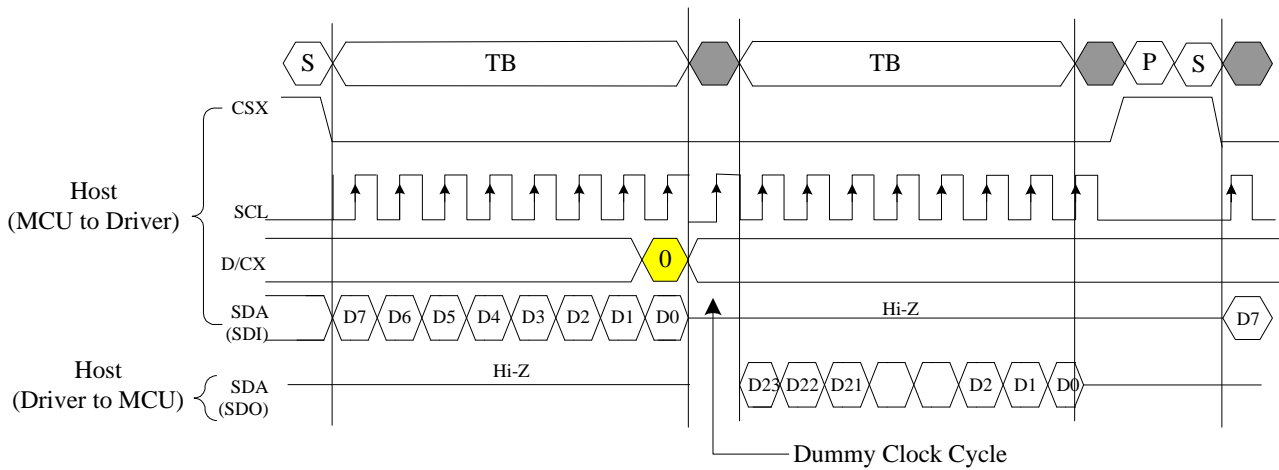 S TB TB P S
CSX
Host
(MCU to Driver)
SCL
D/CX 0
SDA
(SDI) D7 D6 D5 D4 D3 D2 D1 D0 Hi-Z D7
Host
(Driver to MCU)
SDA
(SDO) Hi-Z D23 D22 D21 D2 D1 D0
Dummy Clock Cycle